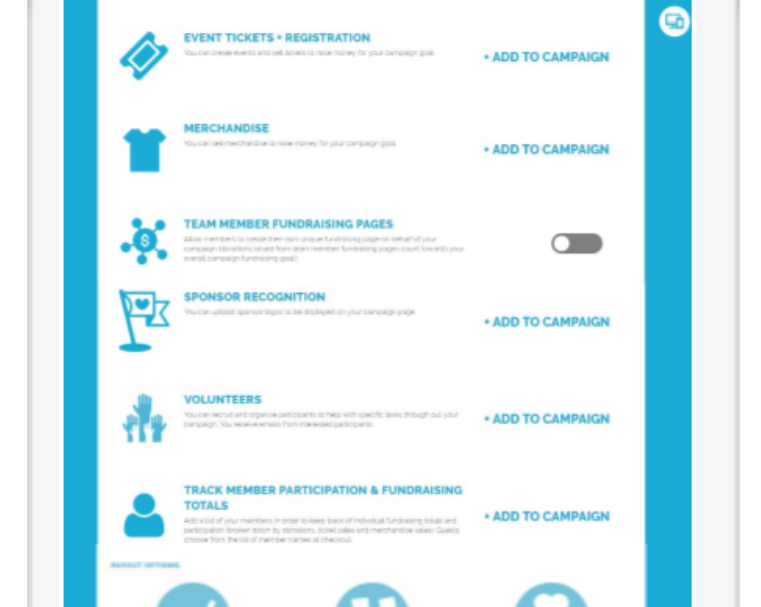 EVENT TICKETS + REGISTRATION
You can create events and sell tickets to raise money for your campaign goal.
+ ADD TO CAMPAIGN
MERCHANDISE
You can sell merchandise to raise money for your campaign goal.
+ ADD TO CAMPAIGN
TEAM MEMBER FUNDRAISING PAGES
Allow members to create their own unique fundraising page on behalf of your
campaign (donations raised from team member fundraising pages count towards your
overall campaign fundraising goal)
SPONSOR RECOGNITION
You can upload sponsor logos to be displayed on your campaign page.
+ ADD TO CAMPAIGN
VOLUNTEERS
You can recruit and organize participants to help with specific tasks through out your
campaign. You receive emails from interested participants.
+ ADD TO CAMPAIGN
TRACK MEMBER PARTICIPATION & FUNDRAISING
TOTALS
Add a list of your members in order to keep track of individual fundraising totals and
participation (broken down by donations, ticket sales and merchandise sales). Guests
choose from the list of member names at checkout.
+ ADD TO CAMPAIGN
PAYOUT OPTIONS